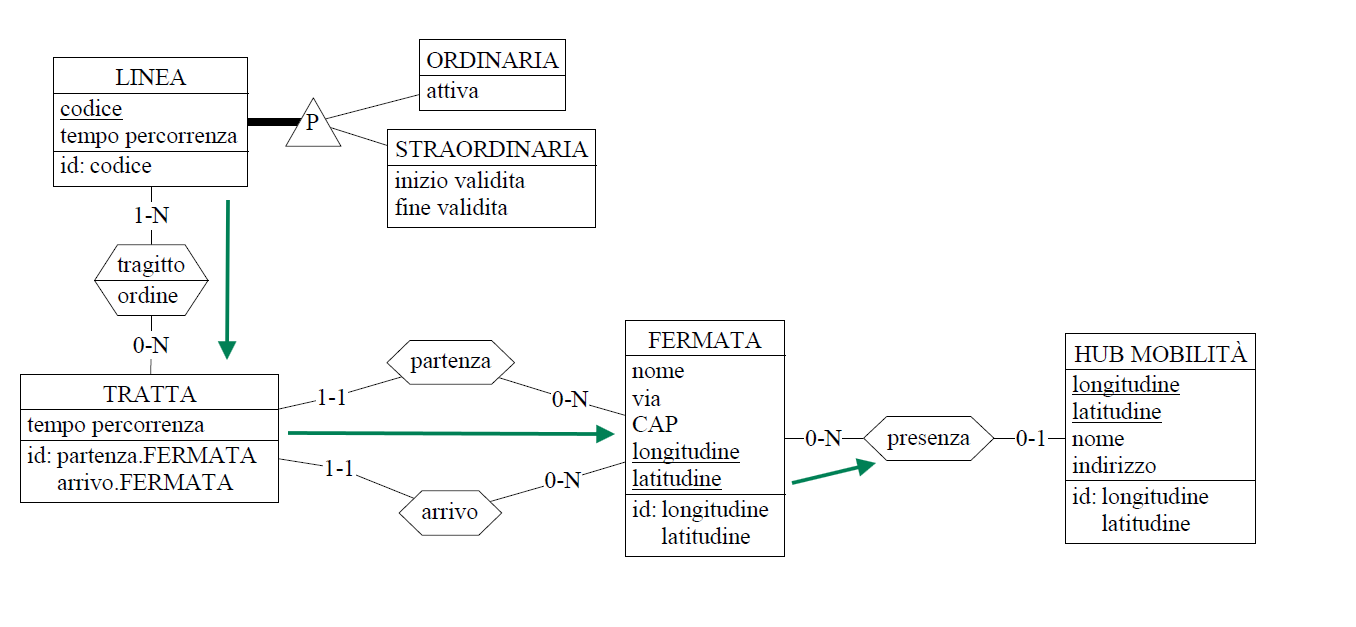 LINEA
codice
tempo percorrenza
id: codice
P
ORDINARIA
attiva
STRAORDINARIA
inizio validita
fine validita
1-N
tragitto
ordine
0-N
TRATTA
tempo percorrenza
id: partenza.FERMATA
arrivo.FERMATA
1-1
partenza
0-N
1-1
arrivo
0-N
FERMATA
nome
via
CAP
longitudine
latitudine
id: longitudine
latitudine
0-N
presenza
0-1
HUB MOBILITÀ
longitudine
latitudine
nome
indirizzo
id: longitudine
latitudine